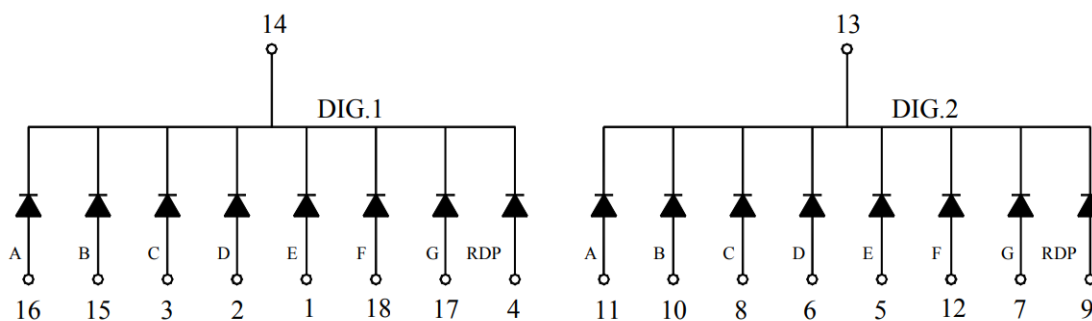 14 13
DIG.1 DIG.2
A B C D E F G RDP A B C D E F G RDP
16 15 3 2 1 18 17 4 11 10 8 6 5 12 7 9